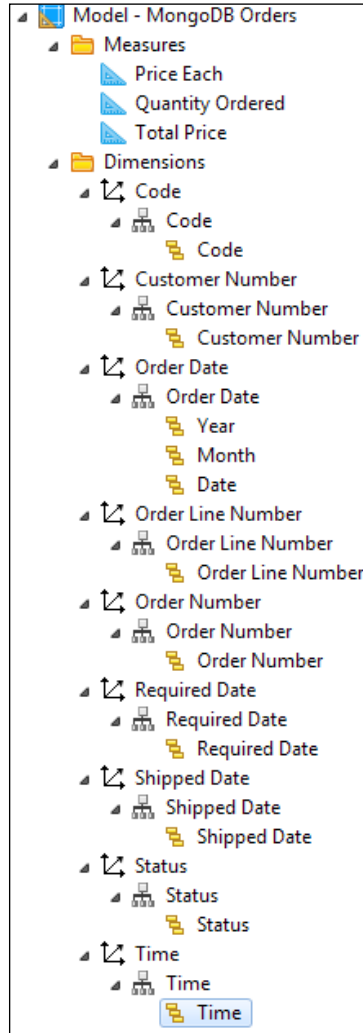 Model - MongoDB Orders
Measures
Price Each
Quantity Ordered
Total Price
Dimensions
Code
Code
Code
Customer Number
Customer Number
Customer Number
Order Date
Order Date
Year
Month
Date
Order Line Number
Order Line Number
Order Line Number
Order Number
Order Number
Order Number
Required Date
Required Date
Required Date
Shipped Date
Shipped Date
Shipped Date
Status
Status
Status
Time
Time
Time